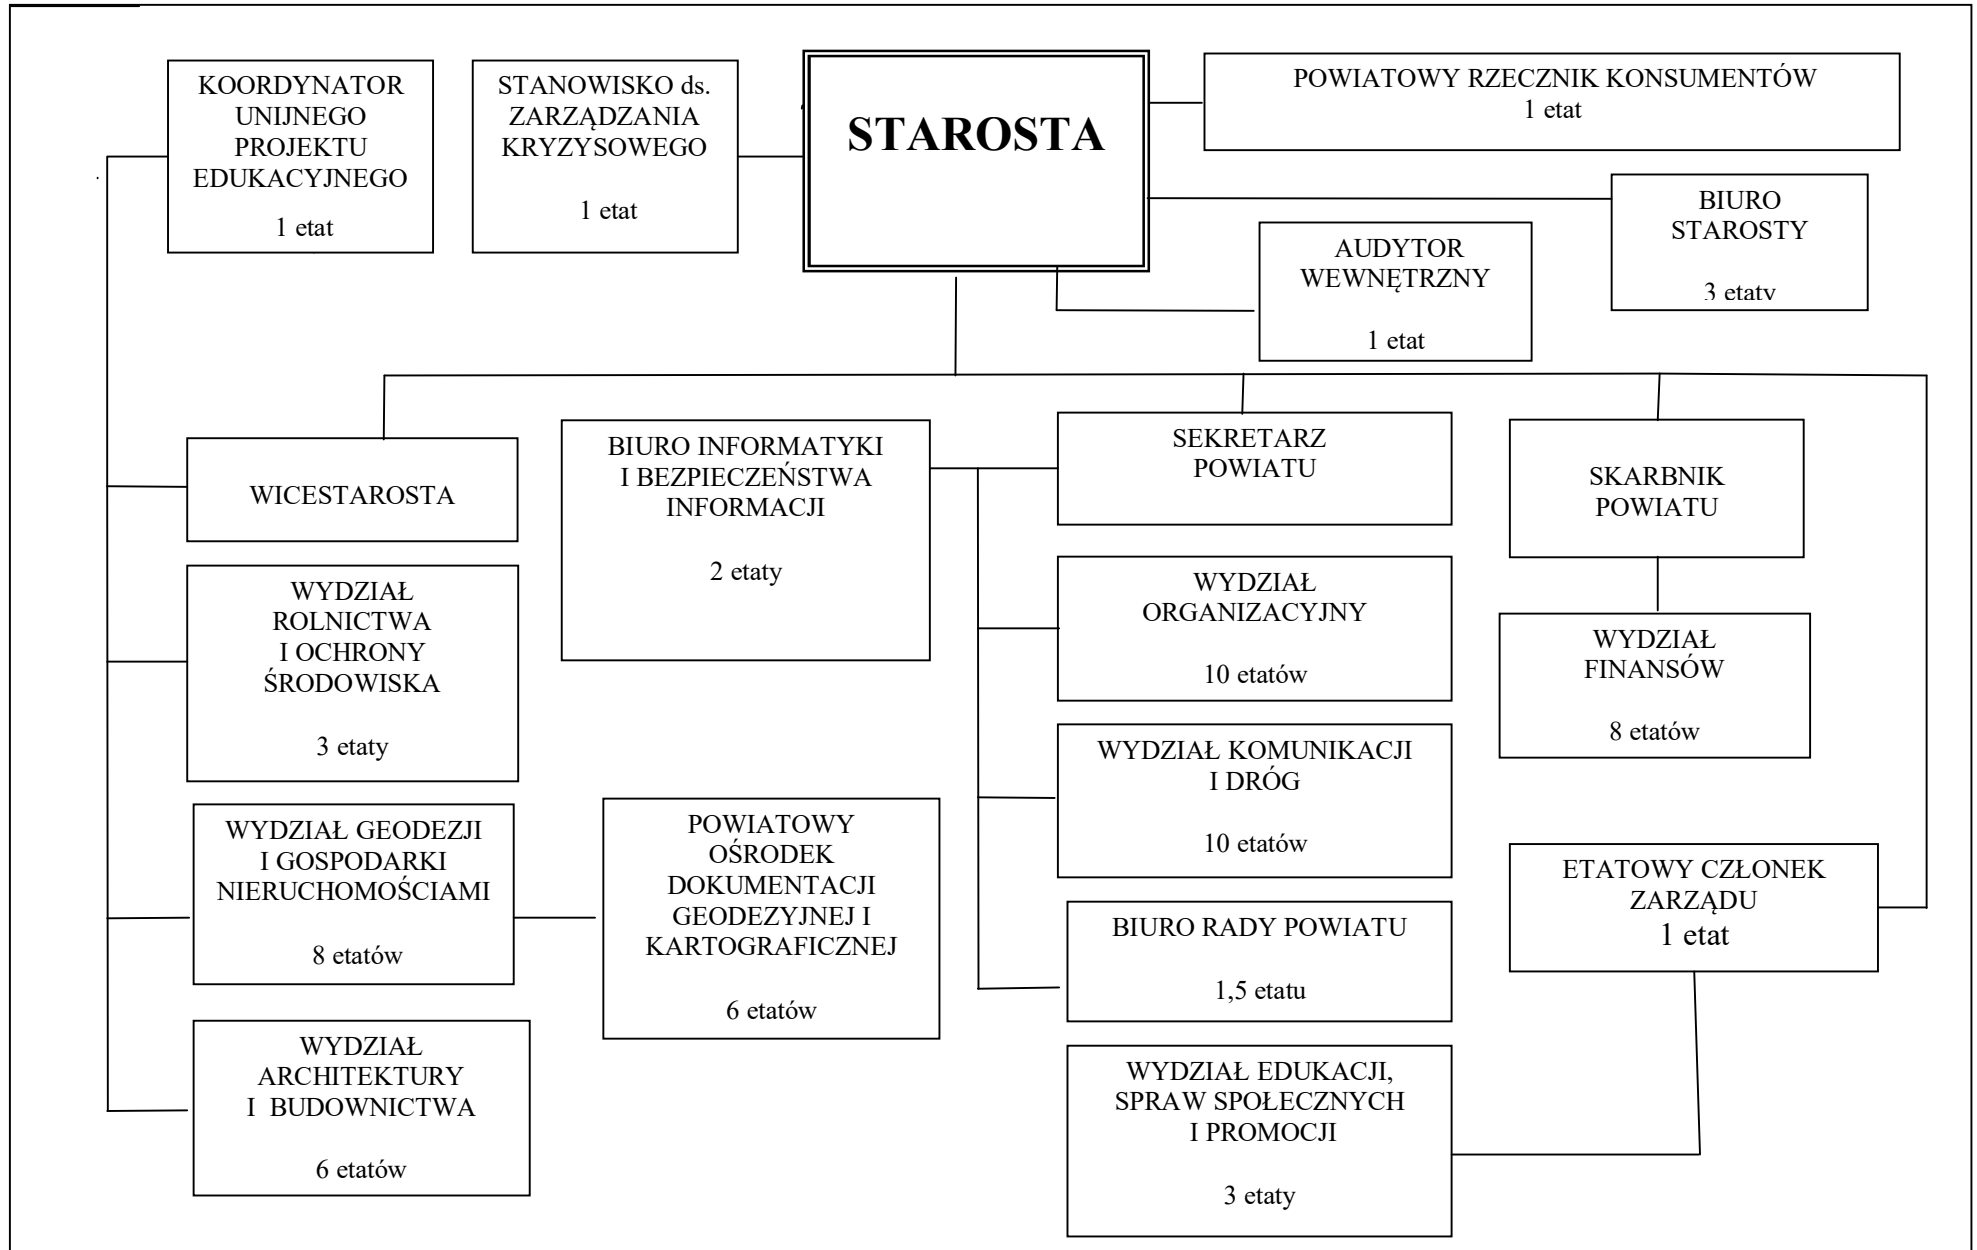 KOORDYNATOR
UNIJNEGO
PROJEKTU
EDUKACYJNEGO
1 etat
STANOWISKO ds.
ZARZĄDZANIA
KRYZYSOWEGO
1 etat
STAROSTA
POWIATOWY RZECZNIK KONSUMENTÓW
1 etat
BIURO
STAROSTY
3 etaty
AUDYTOR
WEWNĘTRZNY
1 etat
WICESTAROSTA
BIURO INFORMATYKI
I BEZPIECZEŃSTWA
INFORMACJI
2 etaty
SEKRETARZ
POWIATU
SKARBNIK
POWIATU
WYDZIAŁ
ROLNICTWA
I OCHRONY
ŚRODOWISKA
3 etaty
WYDZIAŁ
ORGANIZACYJNY
10 etatów
WYDZIAŁ
FINANSÓW
8 etatów
WYDZIAŁ KOMUNIKACJI
I DRÓG
10 etatów
WYDZIAŁ GEODEZJI
I GOSPODARKI
NIERUCHOMOŚCIAMI
8 etatów
POWIATOWY
OŚRODEK
DOKUMENTACJI
GEODEZYJNEJ I
KARTOGRAFICZNEJ
6 etatów
BIURO RADY POWIATU
1,5 etatu
ETATOWY CZŁONEK
ZARZĄDU
1 etat
WYDZIAŁ
ARCHITEKTURY
I BUDOWNICTWA
6 etatów
WYDZIAŁ EDUKACJI,
SPRAW SPOŁECZNYCH
I PROMOCJI
3 etaty